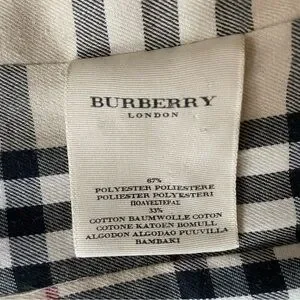 BURBERRY
LONDON
67%
POLYESTER POLIESTERE
POLIESTER POLYESTERI
ΠΟΛΥΕΣΤΕΡΑΣ
33%
COTTON BAUMWOLLE COTON
COTONE KATOEN BOMULL
ALGODON ALGODAO PUUVILLA
BAMBAKI